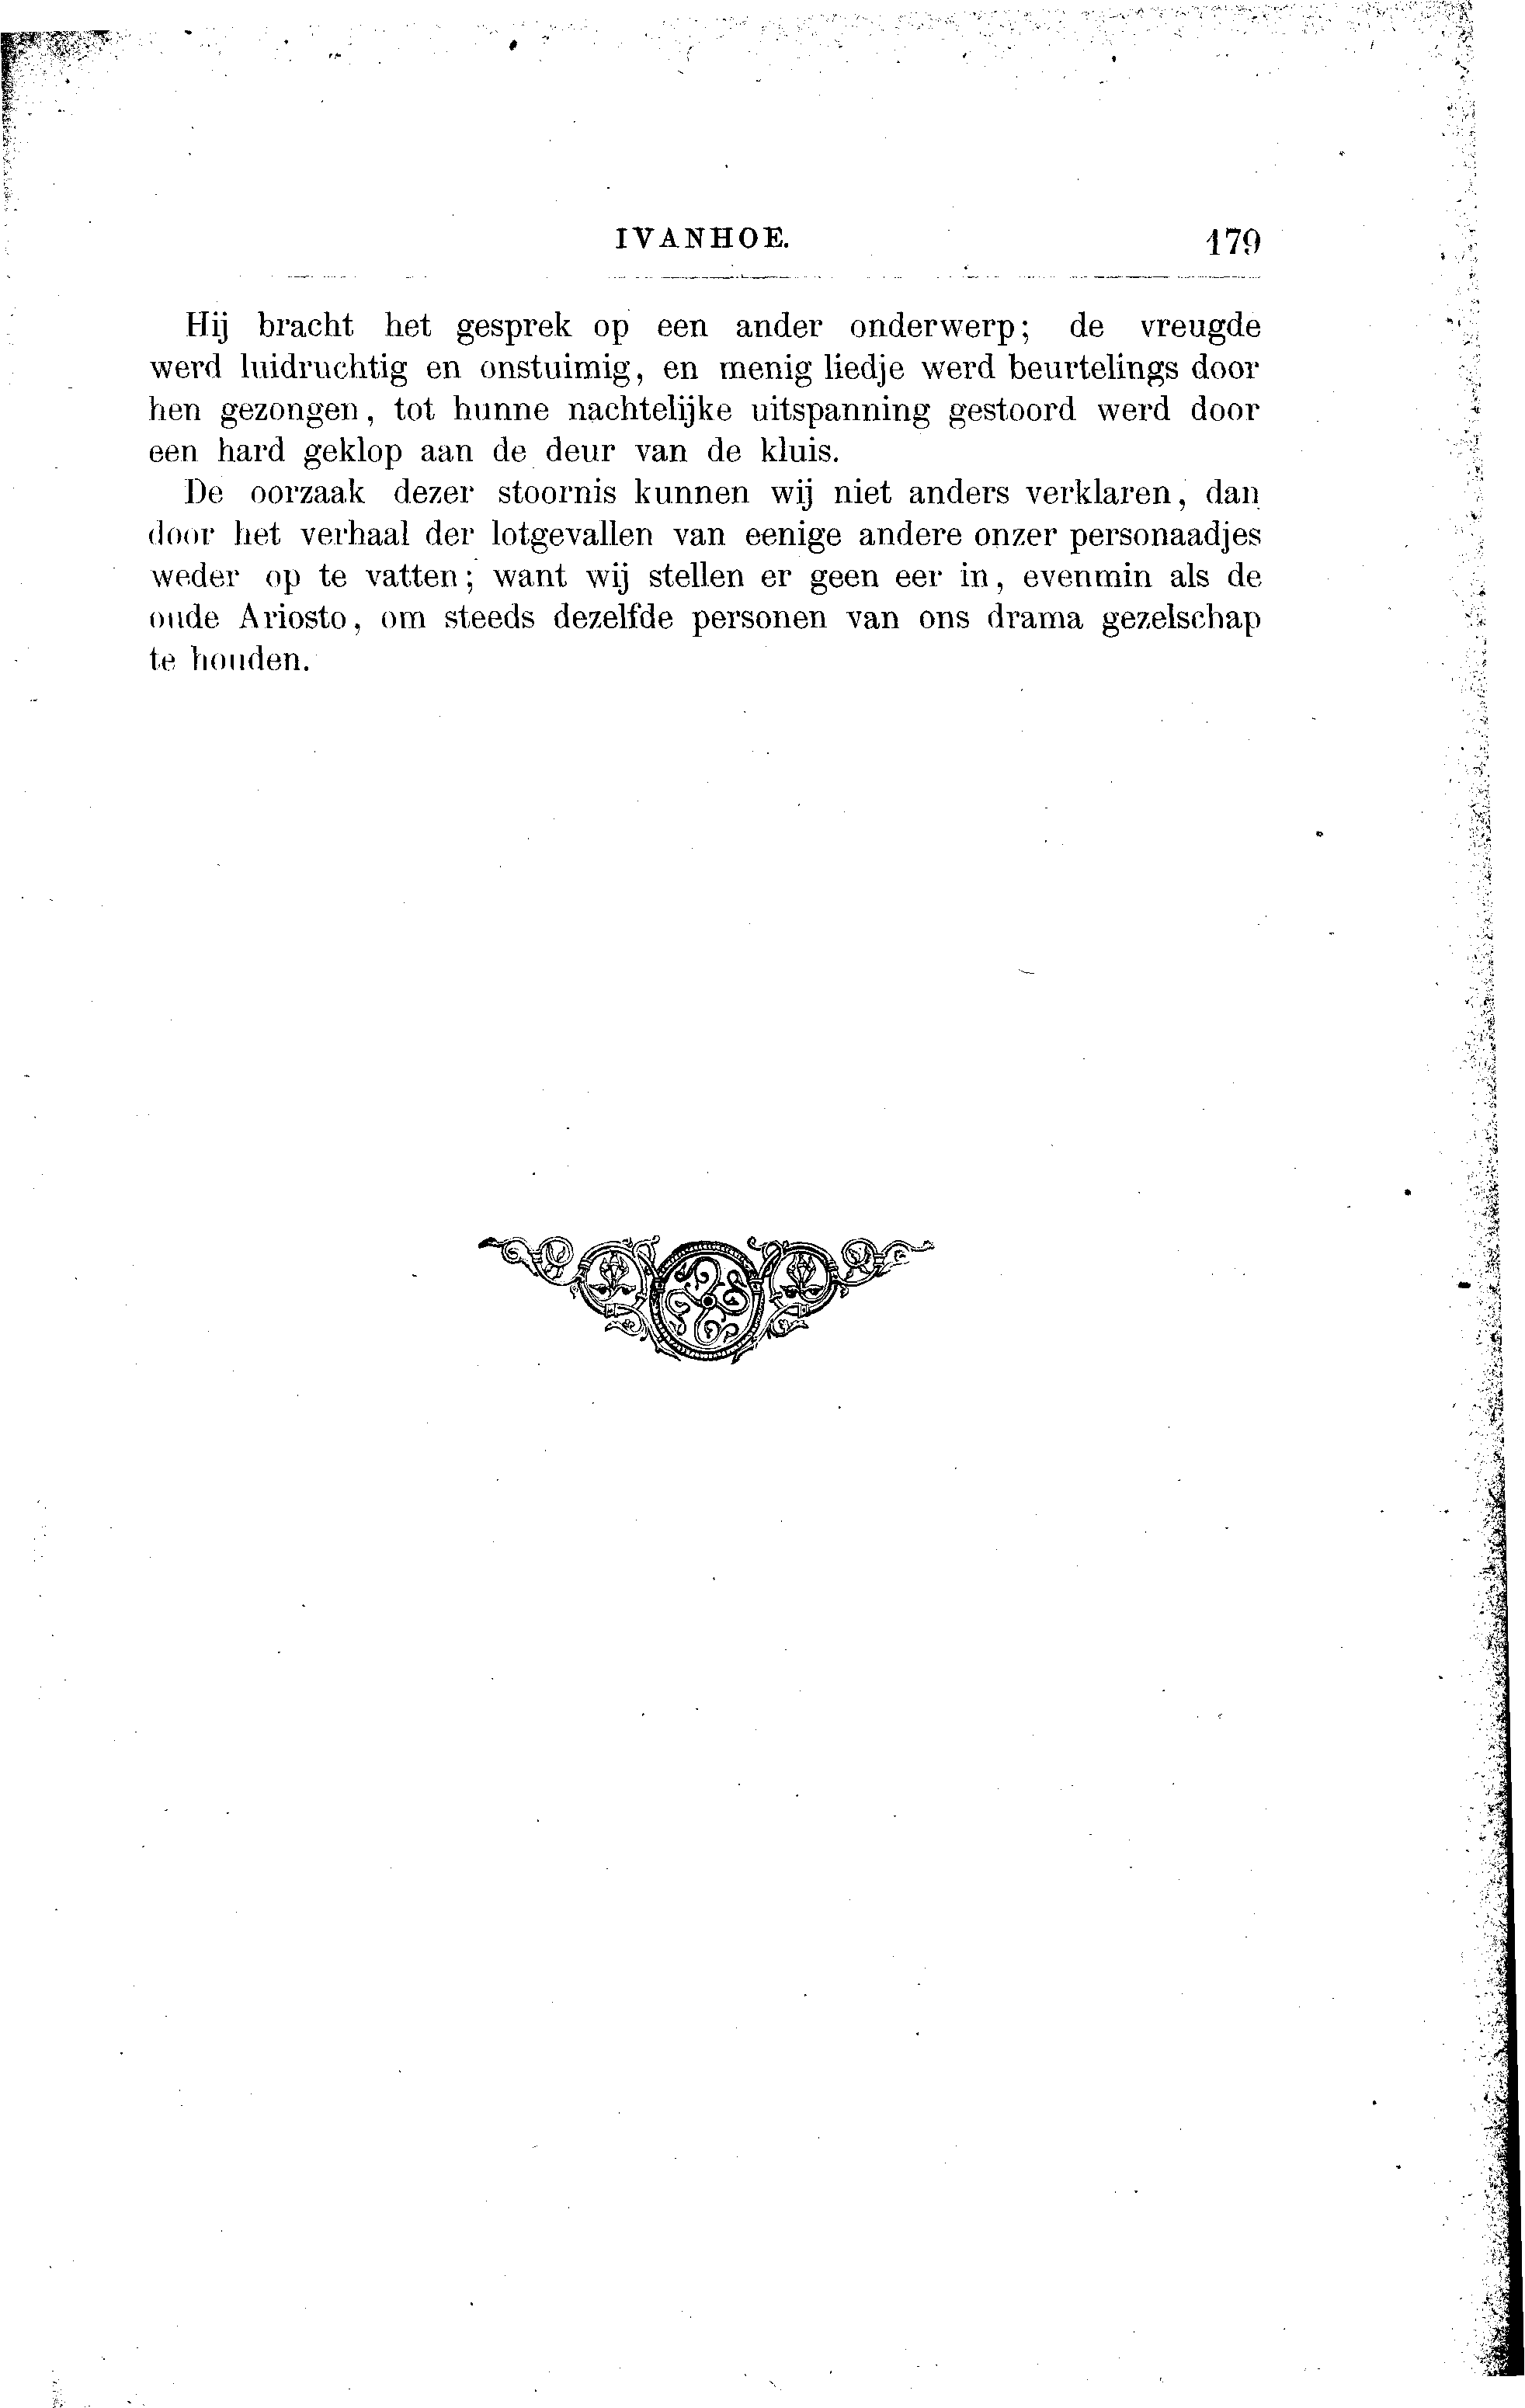 IVANHOE. 179
Hij bracht het gesprek op een ander onderwerp; de vreugde
werd luidruchtig en onstuimig, en menig liedje werd beurtelings door
hen gezongen, tot hunne nachtelijke uitspanning gestoord werd door
een hard geklop aan de deur van de kluis.
De oorzaak dezer stoornis kunnen wij niet anders verklaren, dan
door het verhaal der lotgevallen van eenige andere onzer personaadjes
weder op te vatten; want wij stellen er geen eer in, evenmin als de
oude Ariosto, om steeds dezelfde personen van ons drama gezelschap
te houden.